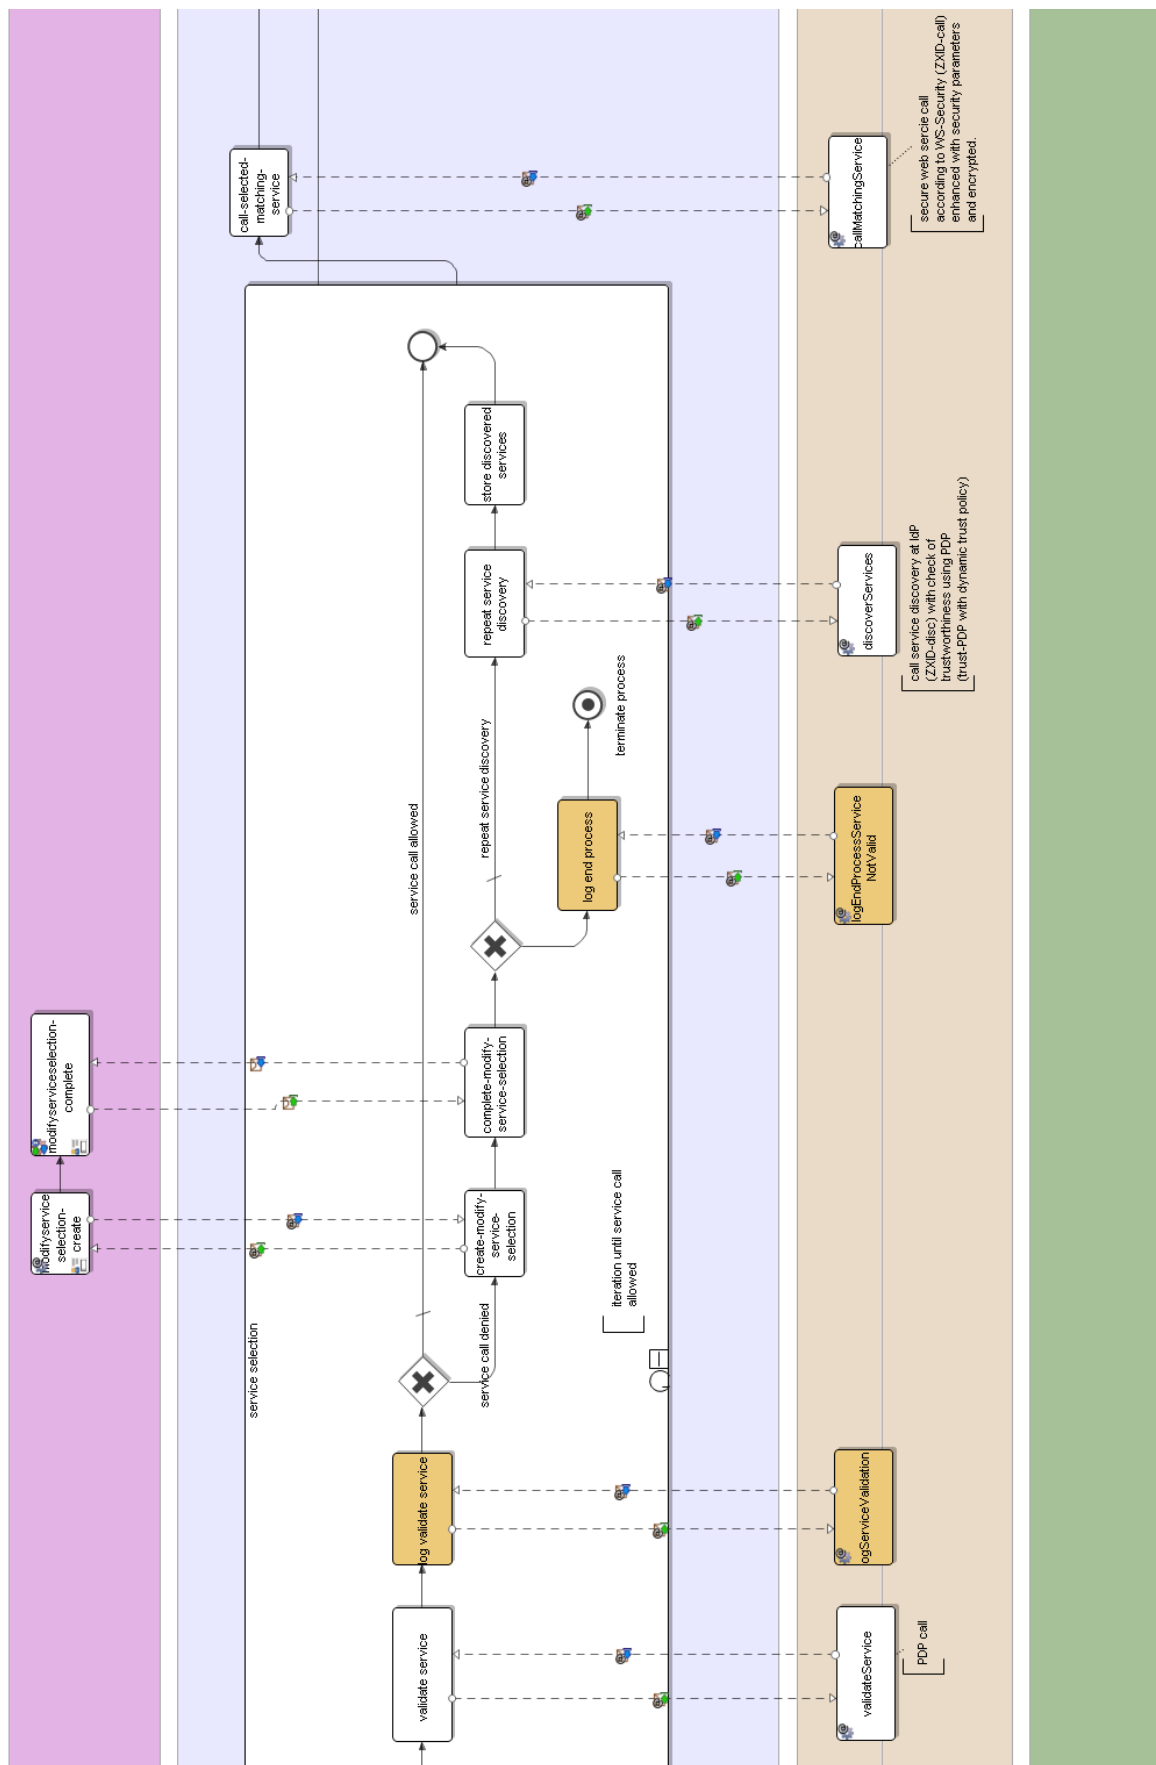 modifyservice
selection-
create
modifyserviceselection-
complete
service selection
validate service
log validate service
service call allowed
service call denied
create-modify-
service-
selection
complete-modify-
service-selection
repeat service discovery
repeat service
discovery
store discovered
services
log end process
terminate process
iteration until service call
allowed
call-selected-
matching-
service
validateService
PDP call
logServiceValidation
logEndProcessService
NotValid
discoverServices
call service discovery at IdP
(ZXID-disc) with check of
trustworthiness using PDP
(trust-PDP with dynamic trust policy)
callMatchingService
secure web sercie call
according to WS-Security (ZXID-call)
enhanced with security parameters
and encrypted.